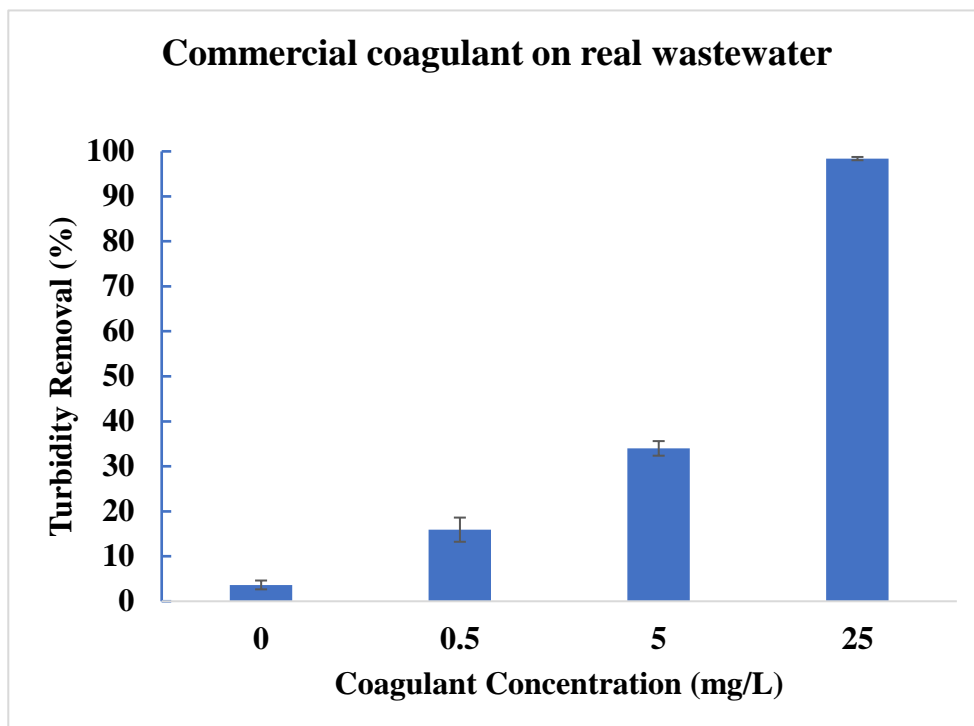 Commercial coagulant on real wastewater
Turbidity Removal (%)
100
90
80
70
60
50
40
30
20
10
0
0 0.5 5 25
Coagulant Concentration (mg/L)